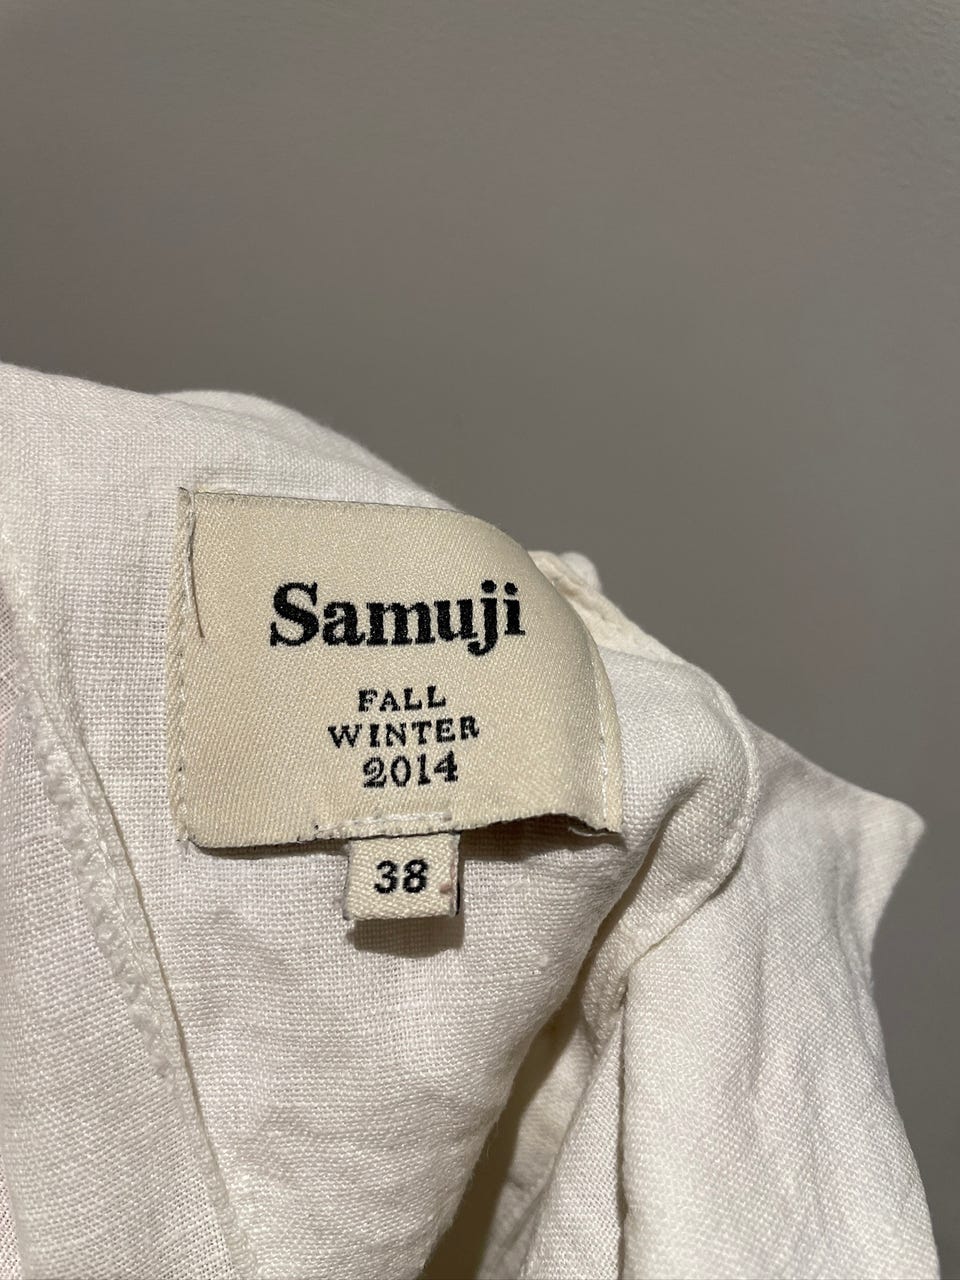 Samuji
FALL
WINTER
2014
38